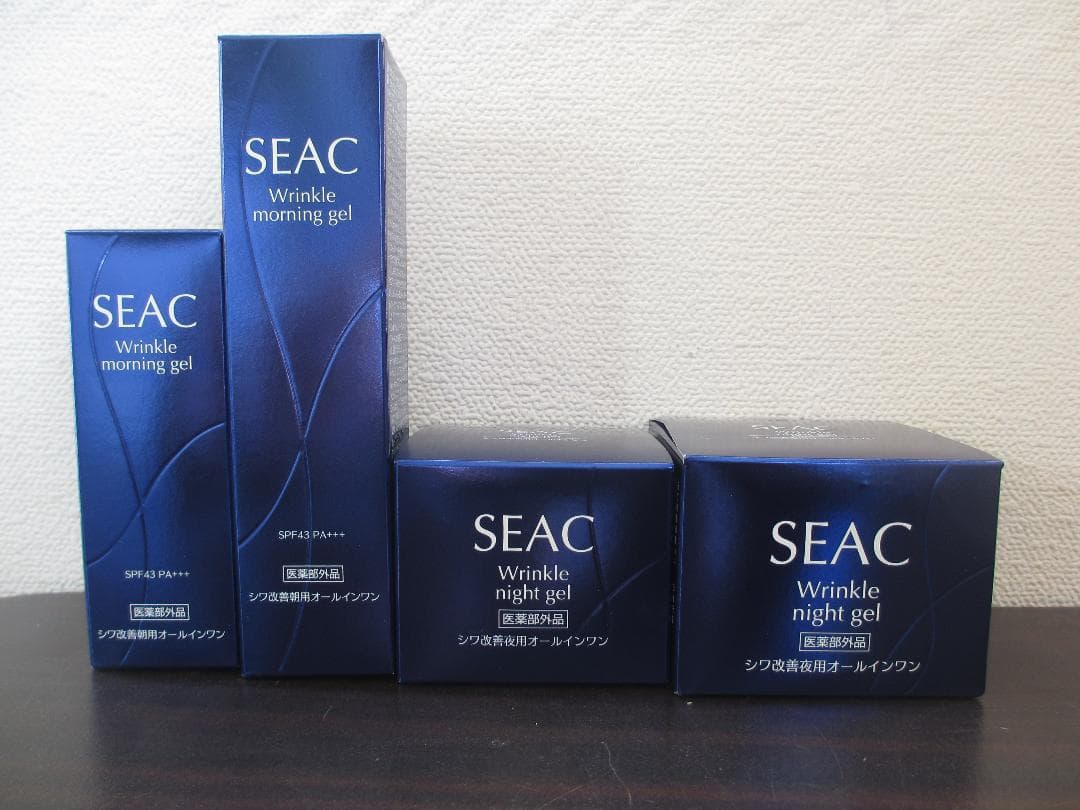 SEAC
Wrinkle
morning gel
SPF43 PA+++
医薬部外品
シワ改善朝用オールインワン
SEAC
Wrinkle
morning gel
SPF43 PA+++
医薬部外品
シワ改善朝用オールインワン
SEAC
Wrinkle
night gel
医薬部外品
シワ改善夜用オールインワン
SEAC
Wrinkle
night gel
医薬部外品
シワ改善夜用オールインワン